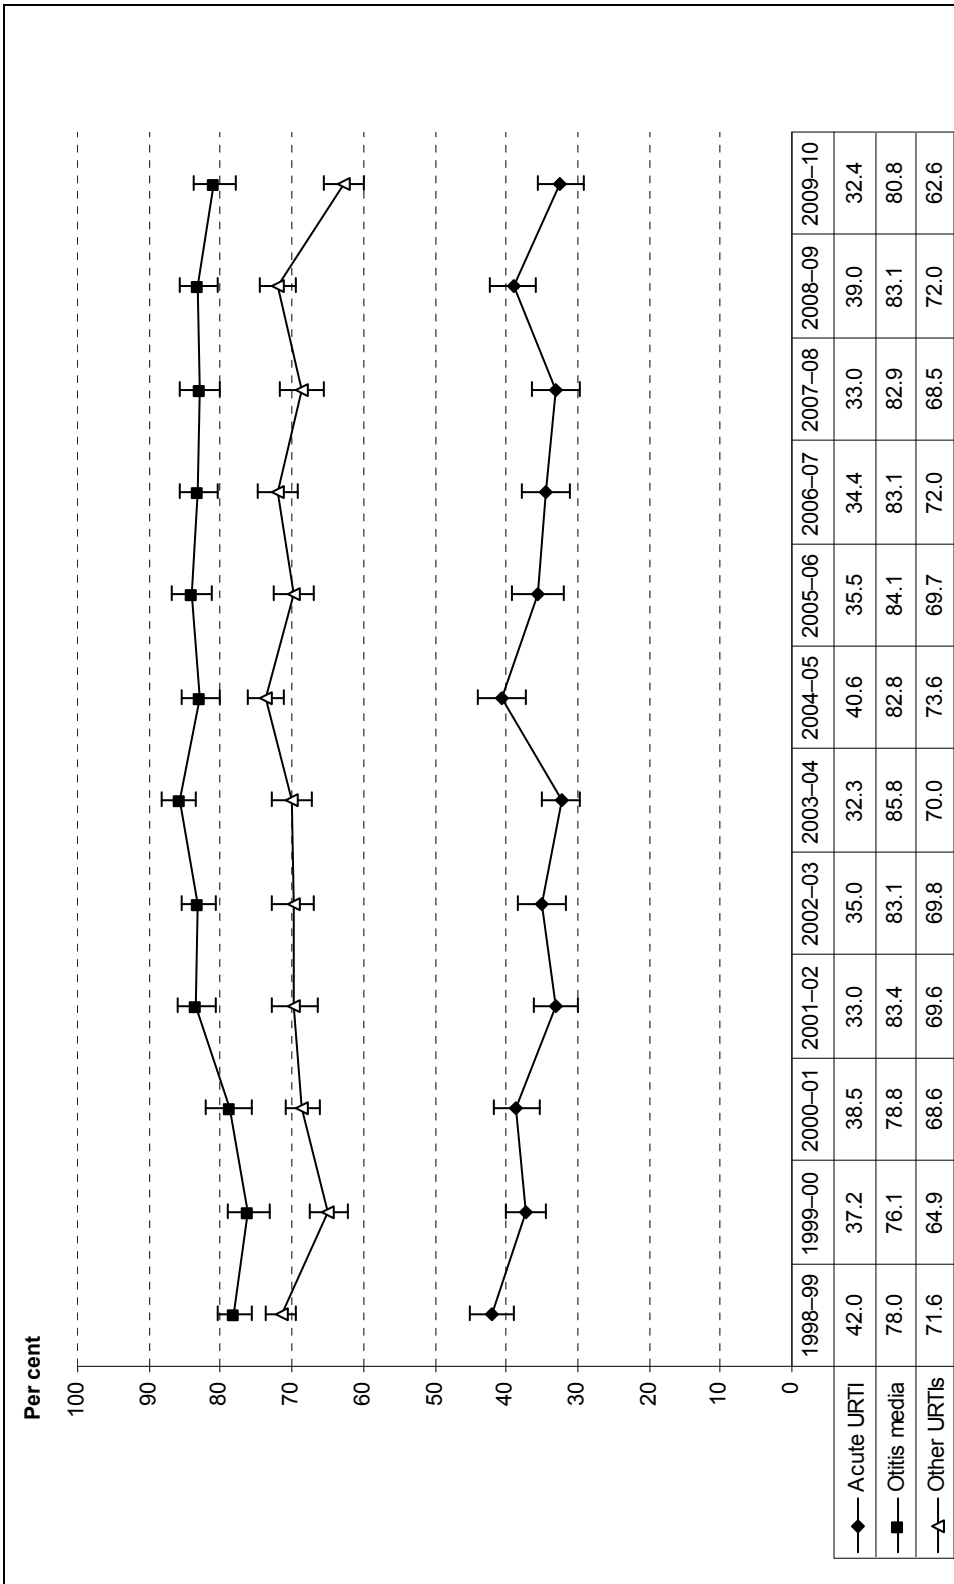 Per cent
100
90
80
70
60
50
40
30
20
10
0
1998–99 1999–00 2000–01 2001–02 2002–03 2003–04 2004–05 2005–06 2006–07 2007–08 2008–09 2009–10
Acute URTI 42.0 37.2 38.5 33.0 35.0 32.3 40.6 35.5 34.4 33.0 39.0 32.4
Otitis media 78.0 76.1 78.8 83.4 83.1 85.8 82.8 84.1 83.1 82.9 83.1 80.8
Other URTIs 71.6 64.9 68.6 69.6 69.8 70.0 73.6 69.7 72.0 68.5 72.0 62.6